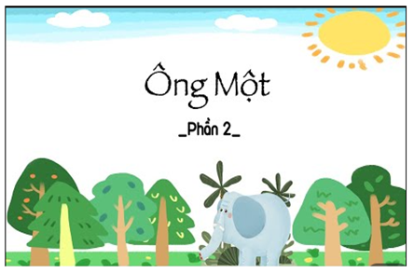 Ông Một
_Phần 2_